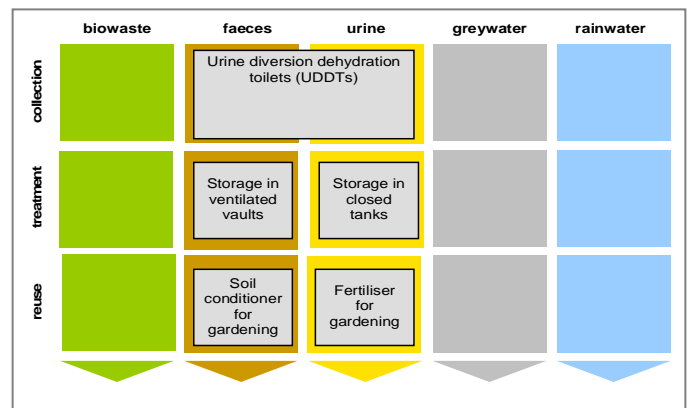 biowaste faeces urine greywater rainwater
collection
Urine diversion dehydration
toilets (UDDTs)
treatment
Storage in
ventilated
vaults
Storage in
closed
tanks
reuse
Soil
conditioner
for
gardening
Fertiliser
for
gardening